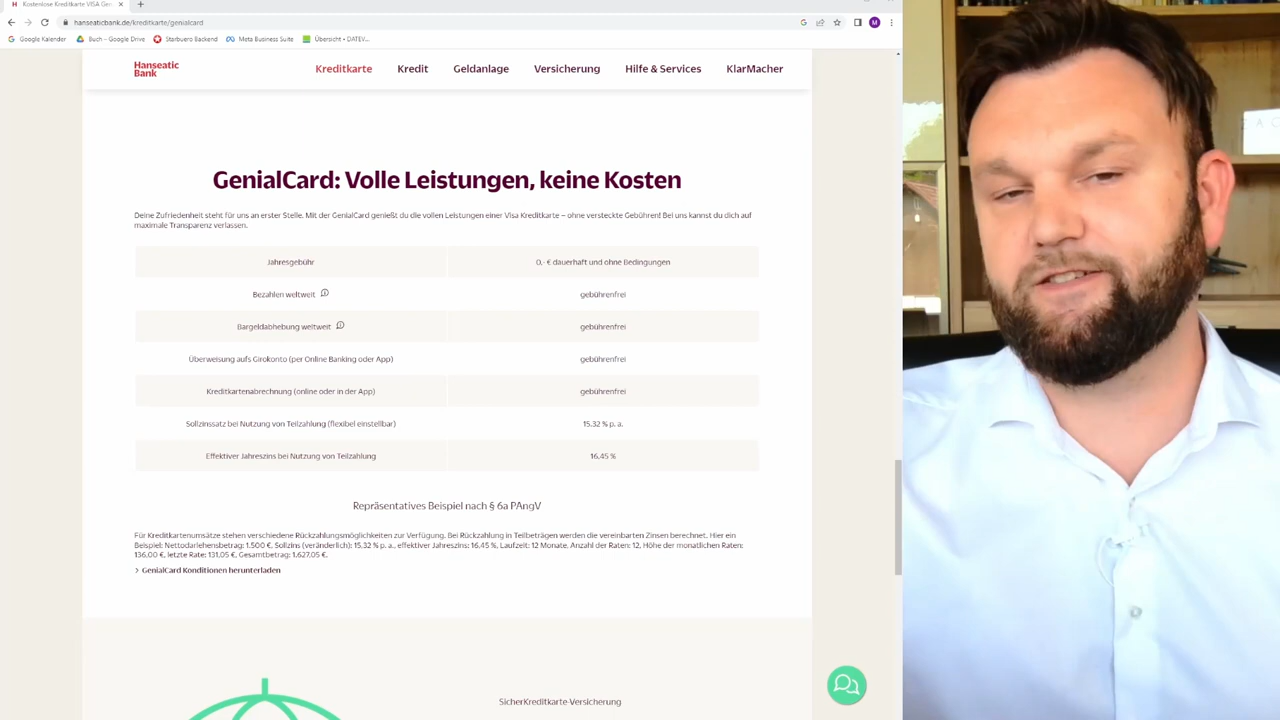 Kostenlose Kreditkarte VISA Gen
hanseaticbank.de/kreditkarte/genialcard
Google Kalender
Buch – Google Drive
Starbuero Backend
Meta Business Suite
Übersicht • DATEV...
M
Hanseatic
Bank
Kreditkarte
Kredit
Geldanlage
Versicherung
Hilfe & Services
KlarMacher
GenialCard: Volle Leistungen, keine Kosten
Deine Zufriedenheit steht für uns an erster Stelle. Mit der GenialCard genießt du die vollen Leistungen einer Visa Kreditkarte – ohne versteckte Gebühren! Bei uns kannst du dich auf
maximale Transparenz verlassen.
Jahresgebühr
0,- € dauerhaft und ohne Bedingungen
Bezahlen weltweit
gebührenfrei
Bargeldabhebung weltweit
gebührenfrei
Überweisung aufs Girokonto (per Online Banking oder App)
gebührenfrei
Kreditkartenabrechnung (online oder in der App)
gebührenfrei
Sollzinssatz bei Nutzung von Teilzahlung (flexibel einstellbar)
15,32 % p. a.
Effektiver Jahreszins bei Nutzung von Teilzahlung
16,45 %
Repräsentatives Beispiel nach § 6a PAngV
Für Kreditkartenumsätze stehen verschiedene Rückzahlungsmöglichkeiten zur Verfügung. Bei Rückzahlung in Teilbeträgen werden die vereinbarten Zinsen berechnet. Hier ein
Beispiel: Nettodarlehensbetrag: 1.500 €, Sollzins (veränderlich): 15,32 % p. a., effektiver Jahreszins: 16,45 %, Laufzeit: 12 Monate, Anzahl der Raten: 12, Höhe der monatlichen Raten:
136,00 €, letzte Rate: 131,05 €, Gesamtbetrag: 1.627,05 €.
GenialCard Konditionen herunterladen
SicherKreditkarte-Versicherung